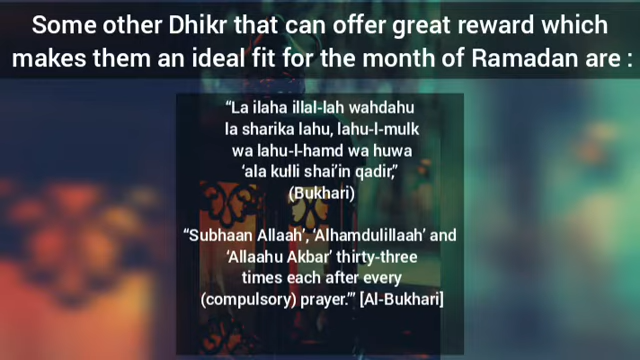 Some other Dhikr that can offer great reward which
makes them an ideal fit for the month of Ramadan are :
“La ilaha illal-lah wahdahu
la sharika lahu, lahu-l-mulk
wa lahu-l-hamd wa huwa
‘ala kulli shai’in qadir,”
(Bukhari)
“Subhaan Allaah’, ‘Alhamdulillaah’ and
‘Allaahu Akbar’ thirty-three
times each after every
(compulsory) prayer.’” [Al-Bukhari]